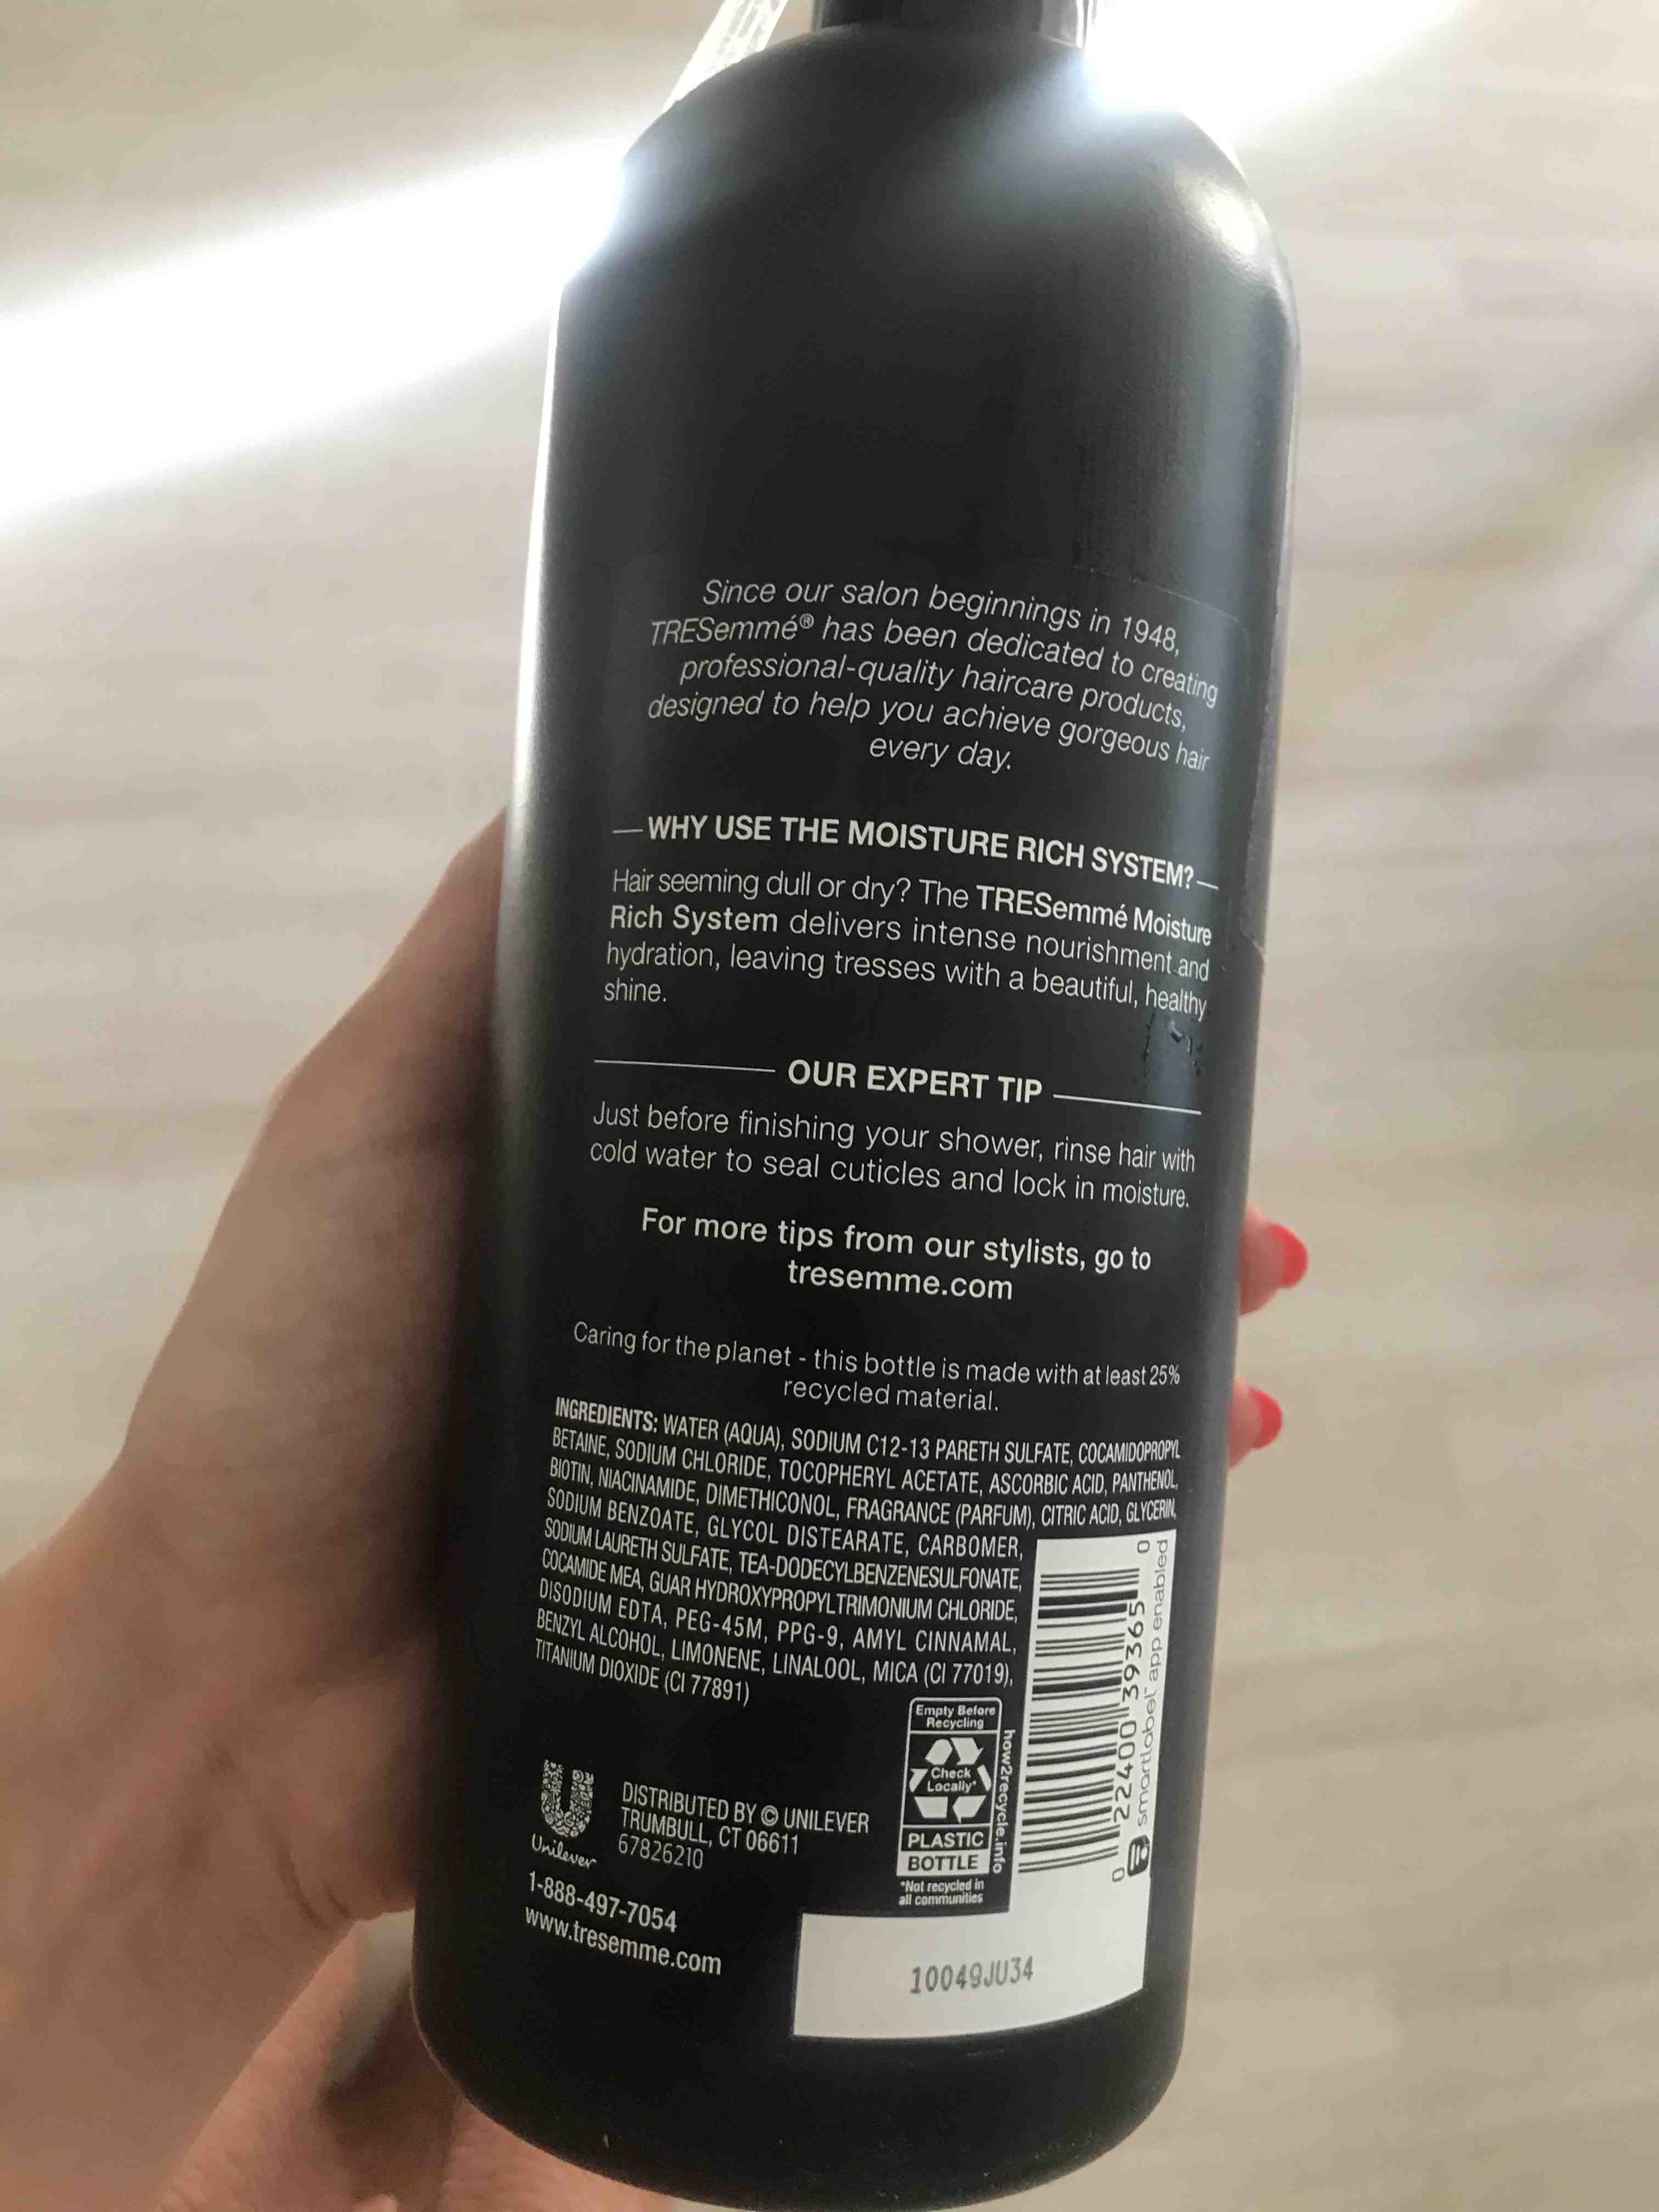 Since our salon beginnings in 1948,
TRESemmé® has been dedicated to creating
professional-quality haircare products,
designed to help you achieve gorgeous hair
every day.
WHY USE THE MOISTURE RICH SYSTEM?
Hair seeming dull or dry? The TRESemmé Moisture
Rich System delivers intense nourishment and
hydration, leaving tresses with a beautiful, healthy
shine.
OUR EXPERT TIP
Just before finishing your shower, rinse hair with
cold water to seal cuticles and lock in moisture.
For more tips from our stylists, go to
tresemme.com
Caring for the planet - this bottle is made with at least 25%
recycled material.
INGREDIENTS: WATER (AQUA), SODIUM C12-13 PARETH SULFATE, COCAMIDOPROPYL
BETAINE, SODIUM CHLORIDE, TOCOPHERYL ACETATE, ASCORBIC ACID, PANTHENOL,
BIOTIN, NIACINAMIDE, DIMETHICONOL, FRAGRANCE (PARFUM), CITRIC ACID, GLYCERIN,
SODIUM BENZOATE, GLYCOL DISTEARATE, CARBOMER,
SODIUM LAURETH SULFATE, TEA-DODECYLBENZENESULFONATE,
COCAMIDE MEA, GUAR HYDROXYPROPYLTRIMONIUM CHLORIDE,
DISODIUM EDTA, PEG-45M, PPG-9, AMYL CINNAMAL,
BENZYL ALCOHOL, LIMONENE, LINALOOL, MICA (CI 77019),
TITANIUM DIOXIDE (CI 77891)
0 22400 39365 0
smartlabel™ app enabled
Empty Before
Recycling
Check
Locally*
PLASTIC
BOTTLE
*Not recycled in
all communities
how2recycle.info
U
Unilever
DISTRIBUTED BY © UNILEVER
TRUMBULL, CT 06611
67826210
1-888-497-7054
www.tresemme.com
10049JU34